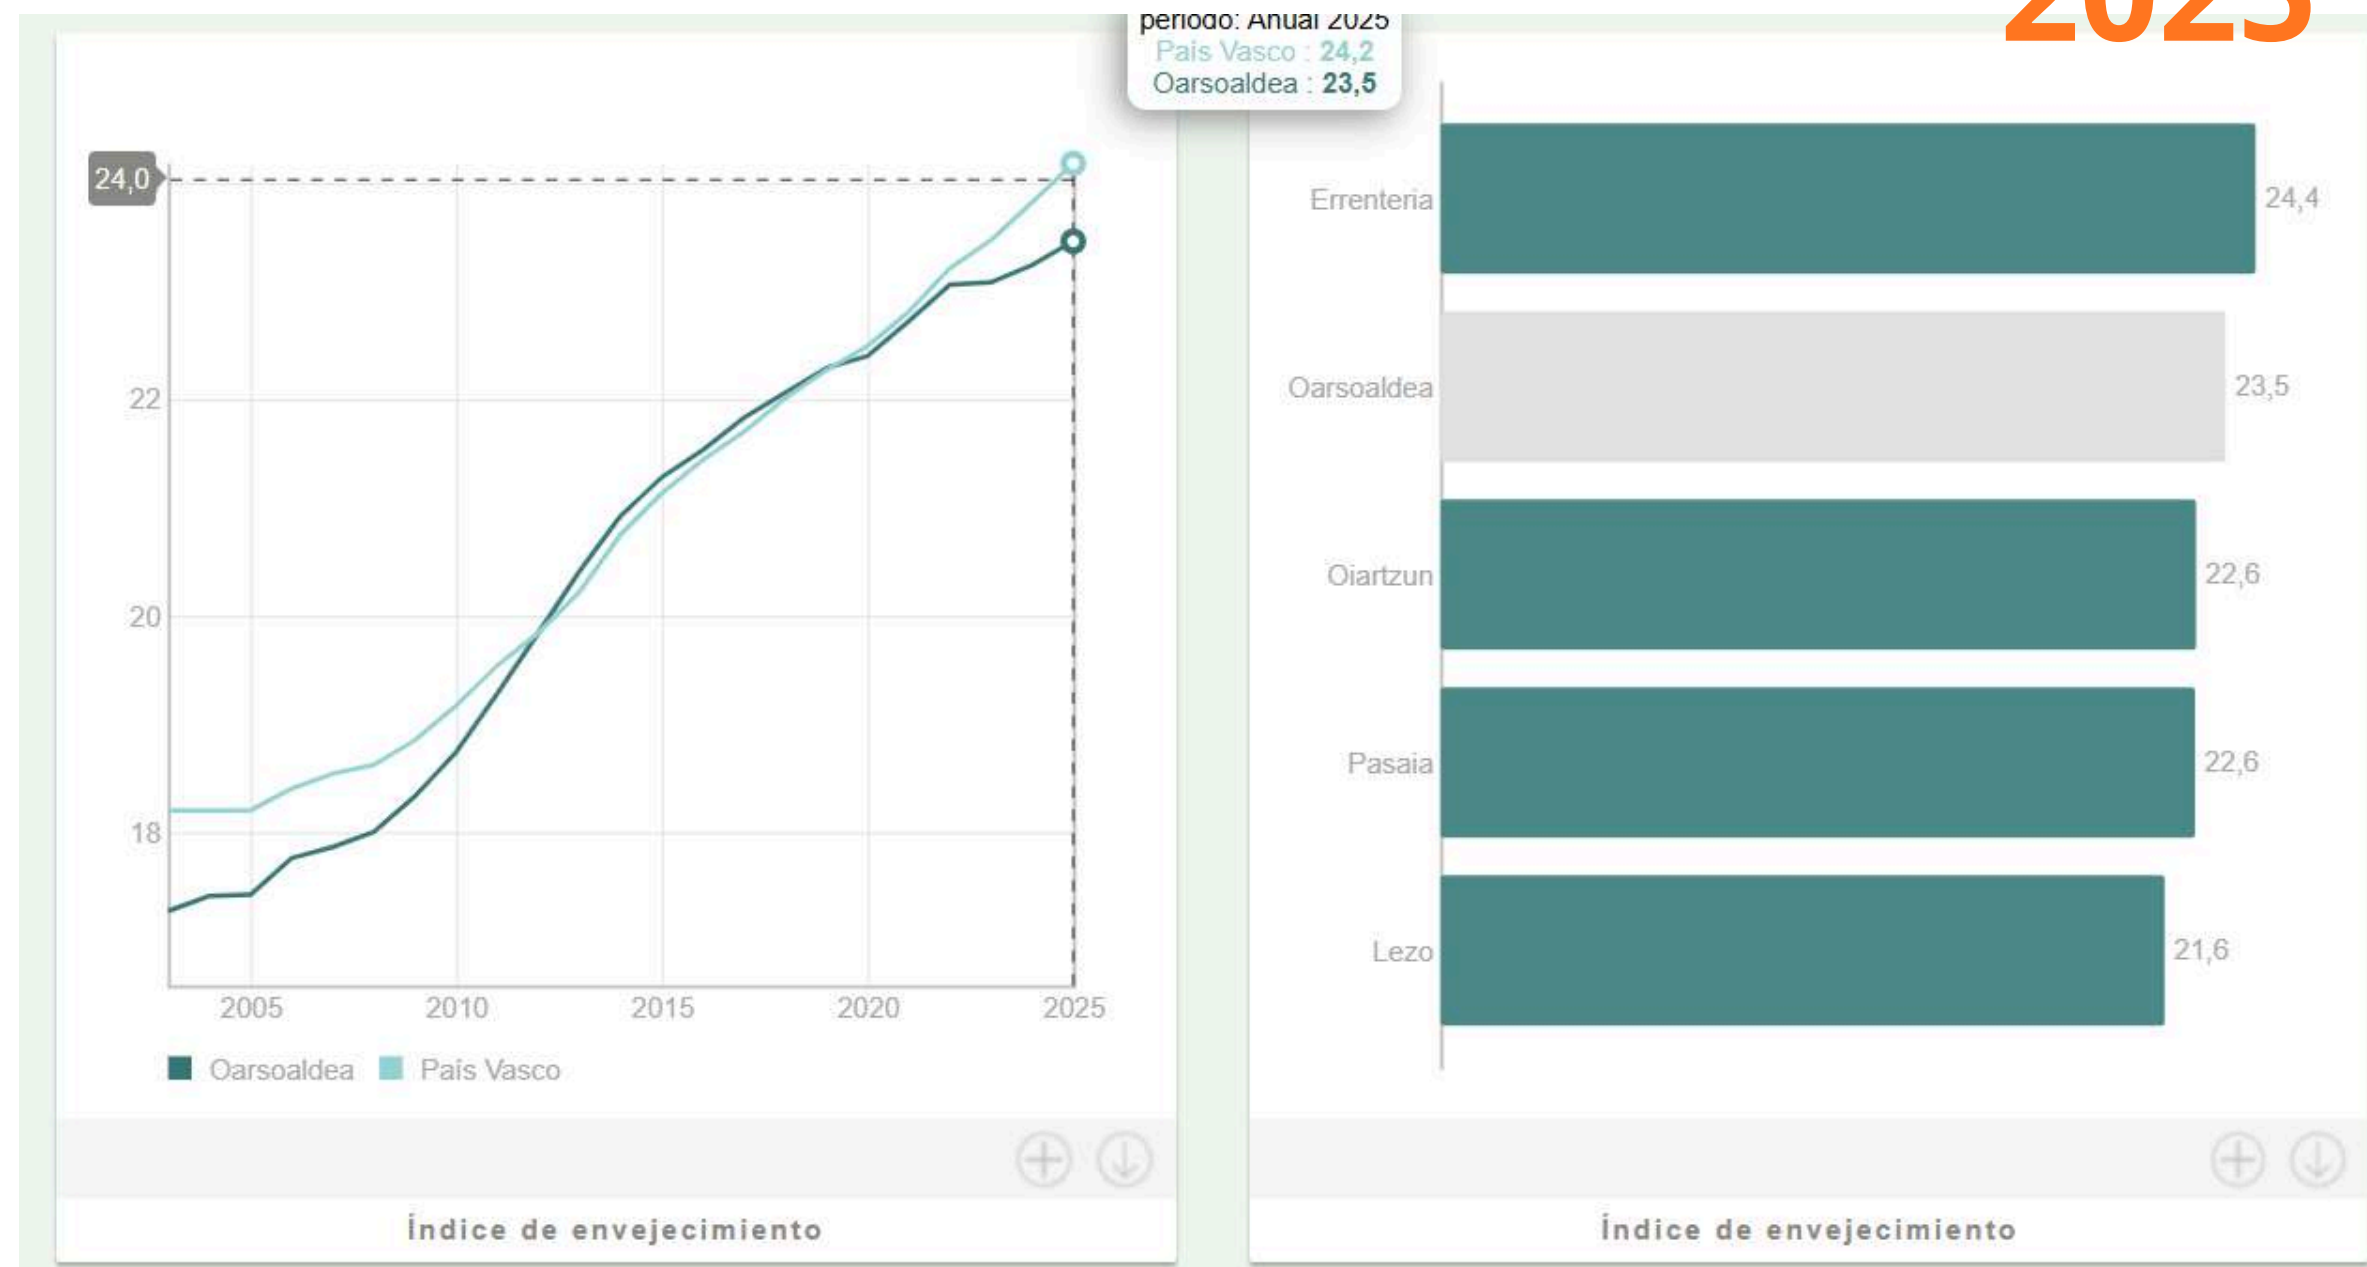 2025
periodo: Anual 2025
País Vasco : 24,2
Oarsoaldea : 23,5
24,0
22
20
18
2005
2010
2015
2020
2025
Oarsoaldea
País Vasco
Índice de envejecimiento
Errenteria
24,4
Oarsoaldea
23,5
Oiartzun
22,6
Pasaia
22,6
Lezo
21,6
Índice de envejecimiento